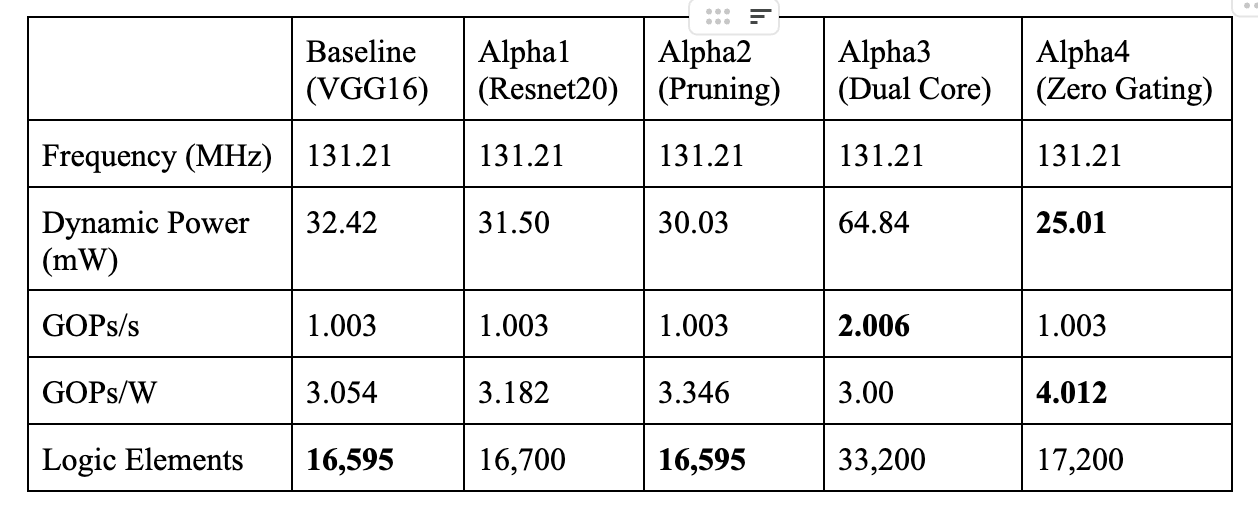 Baseline (VGG16) Alpha1 (Resnet20) Alpha2 (Pruning) Alpha3 (Dual Core) Alpha4 (Zero Gating)
Frequency (MHz) 131.21 131.21 131.21 131.21 131.21
Dynamic Power (mW) 32.42 31.50 30.03 64.84 25.01
GOPs/s 1.003 1.003 1.003 2.006 1.003
GOPs/W 3.054 3.182 3.346 3.00 4.012
Logic Elements 16,595 16,700 16,595 33,200 17,200